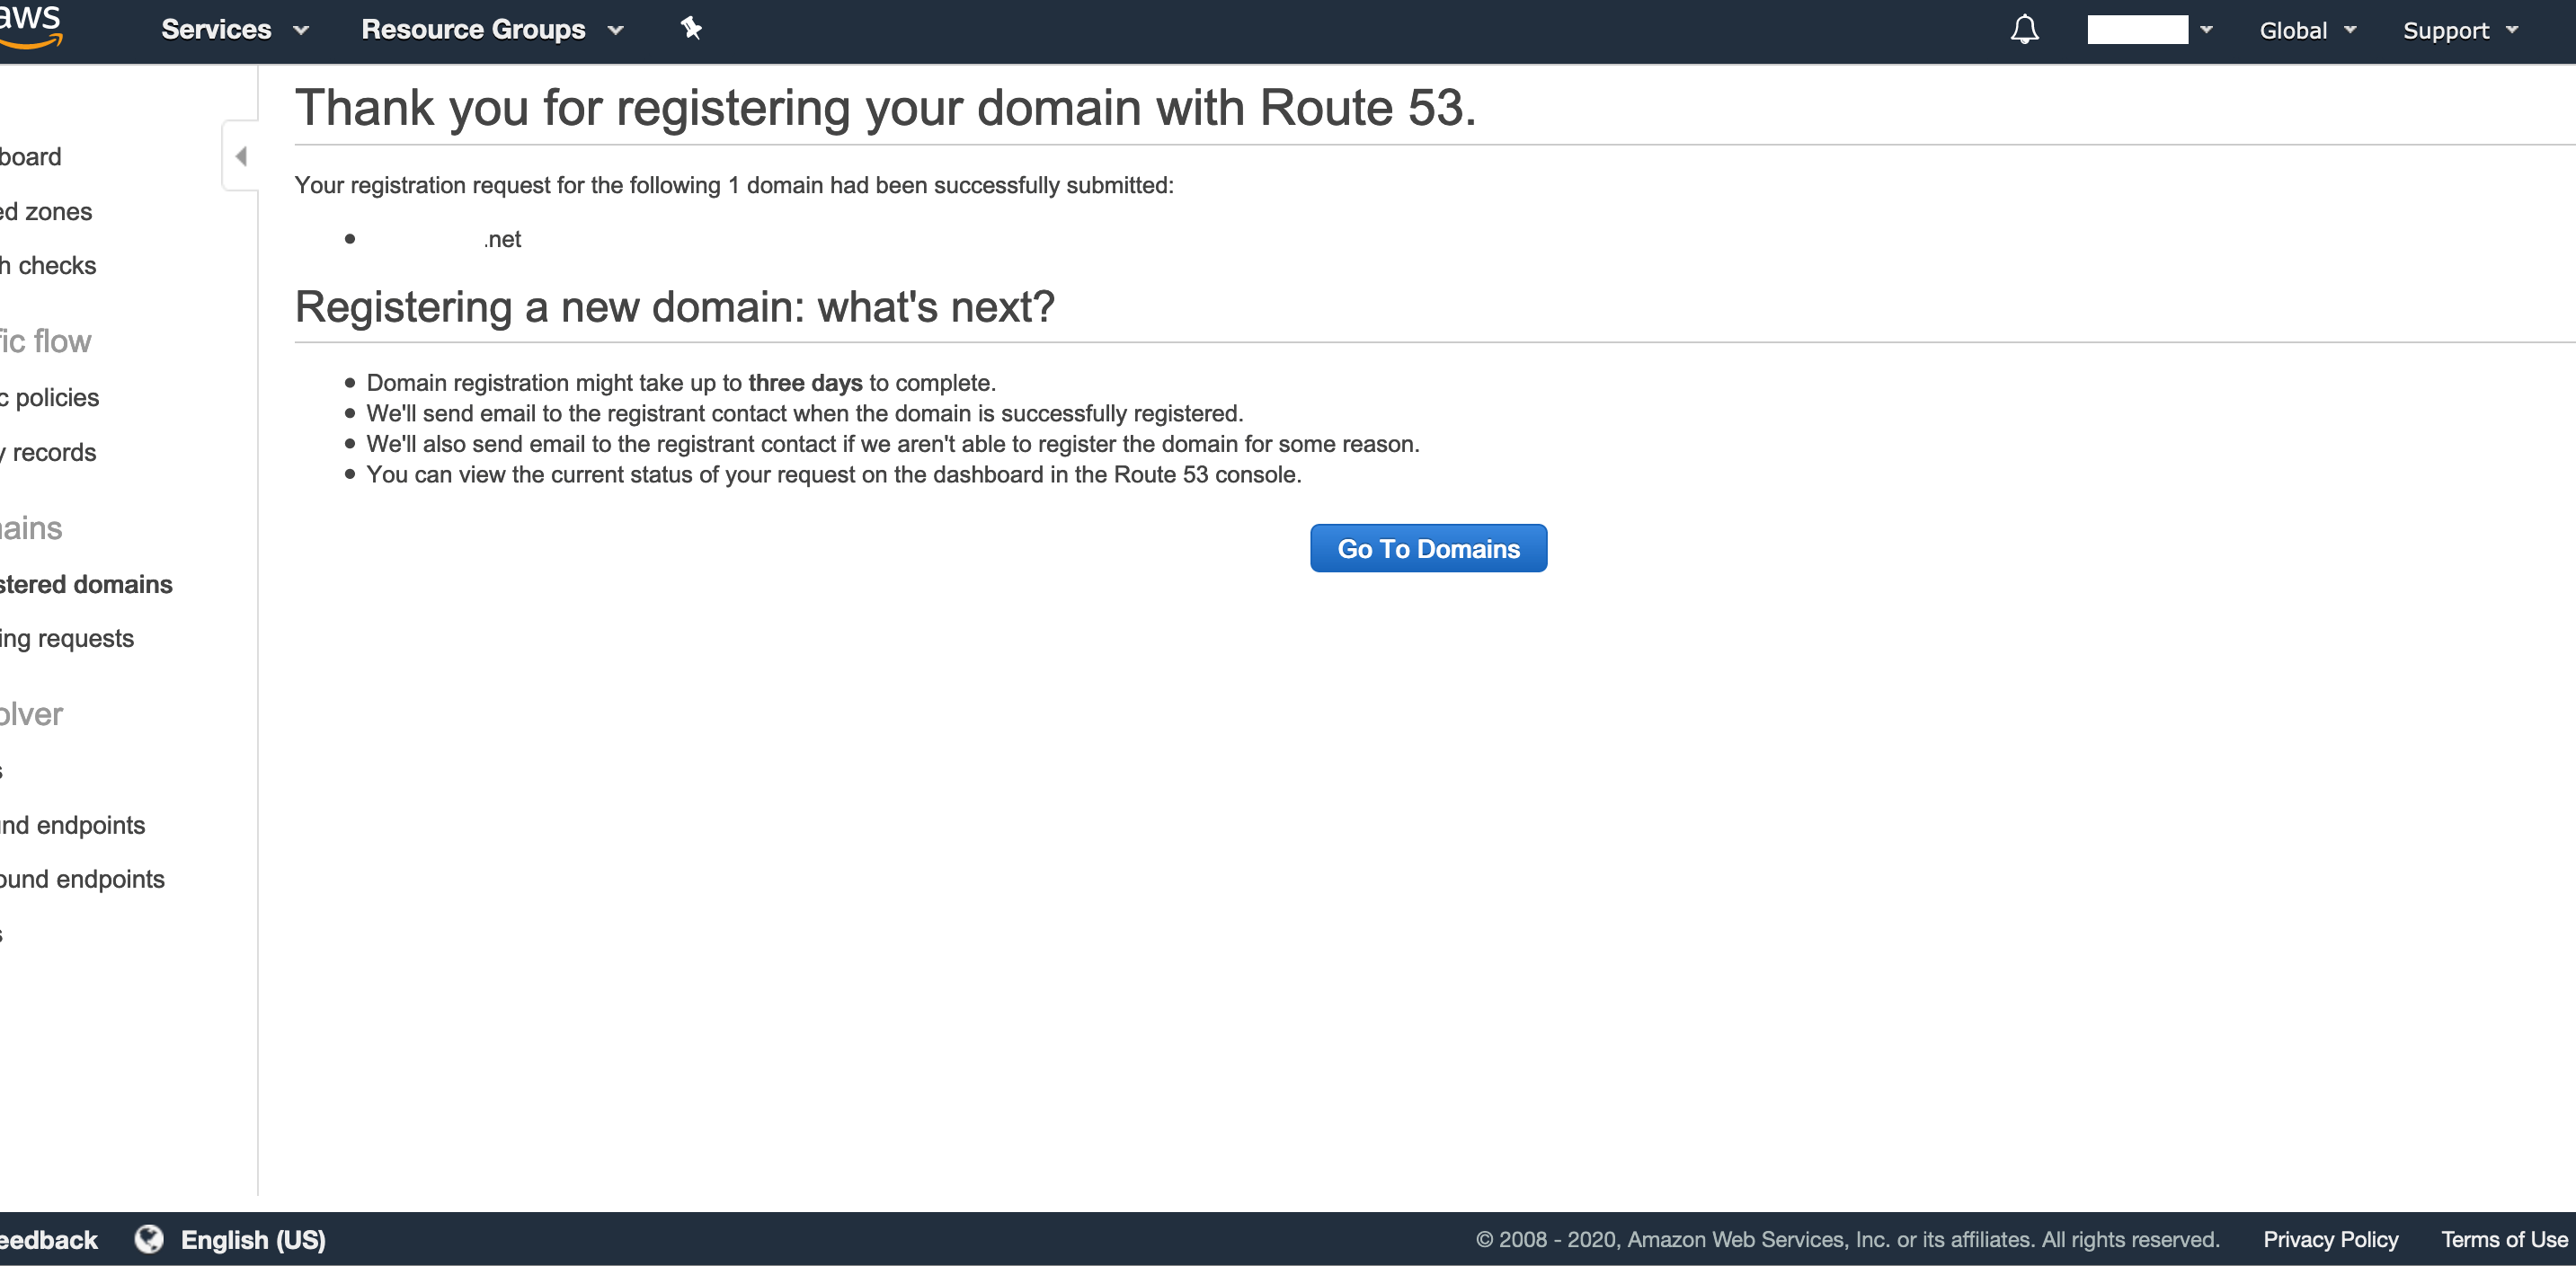 aws Services Resource Groups Global Support
Thank you for registering your domain with Route 53.
Your registration request for the following 1 domain had been successfully submitted:
.net
Registering a new domain: what's next?
Domain registration might take up to three days to complete.
We'll send email to the registrant contact when the domain is successfully registered.
We'll also send email to the registrant contact if we aren't able to register the domain for some reason.
You can view the current status of your request on the dashboard in the Route 53 console.
Go To Domains
board
ed zones
h checks
fic flow
c policies
y records
ains
stered domains
ing requests
olver
s
nd endpoints
ound endpoints
s
eedback English (US) © 2008 - 2020, Amazon Web Services, Inc. or its affiliates. All rights reserved. Privacy Policy Terms of Use